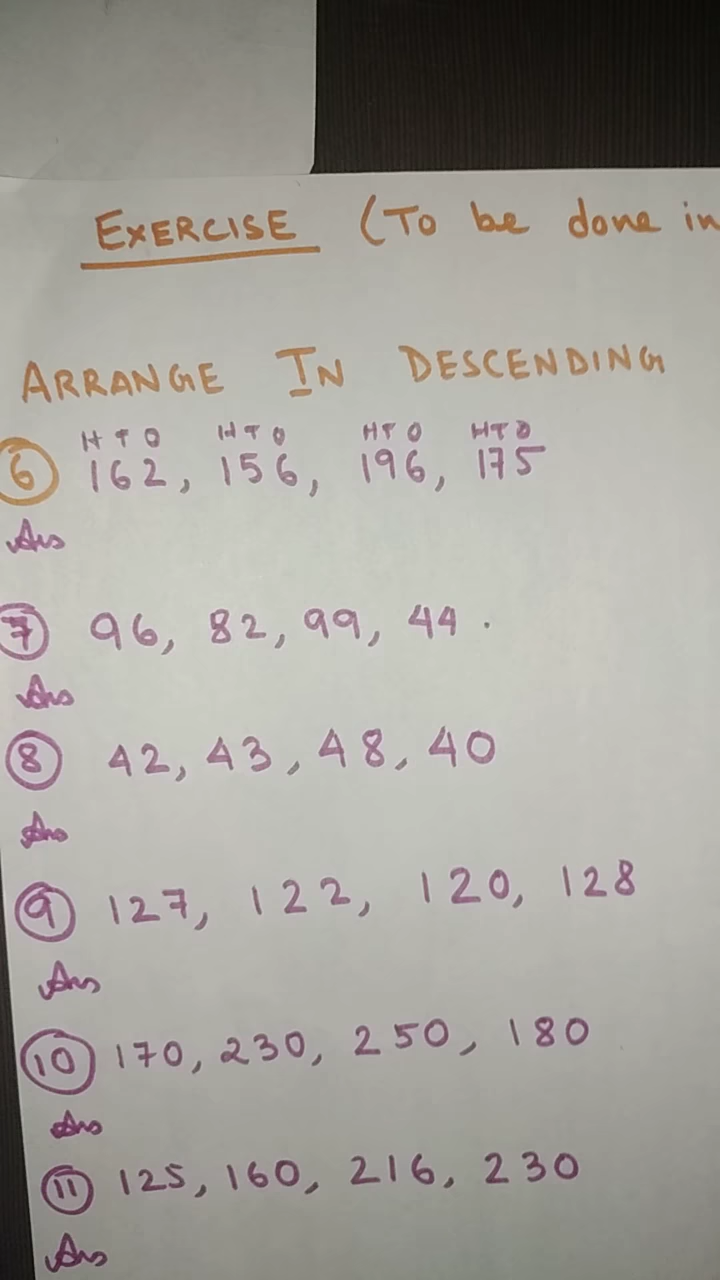 EXERCISE (To be done in
ARRANGE IN DESCENDING
H T O H T O H T O H T O
6 162, 156, 196, 175
Ans
7 96, 82, 99, 44 .
Ans
8 42, 43, 48, 40
Ans
9 127, 122, 120, 128
Ans
10 170, 230, 250, 180
Ans
11 125, 160, 216, 230
Ans